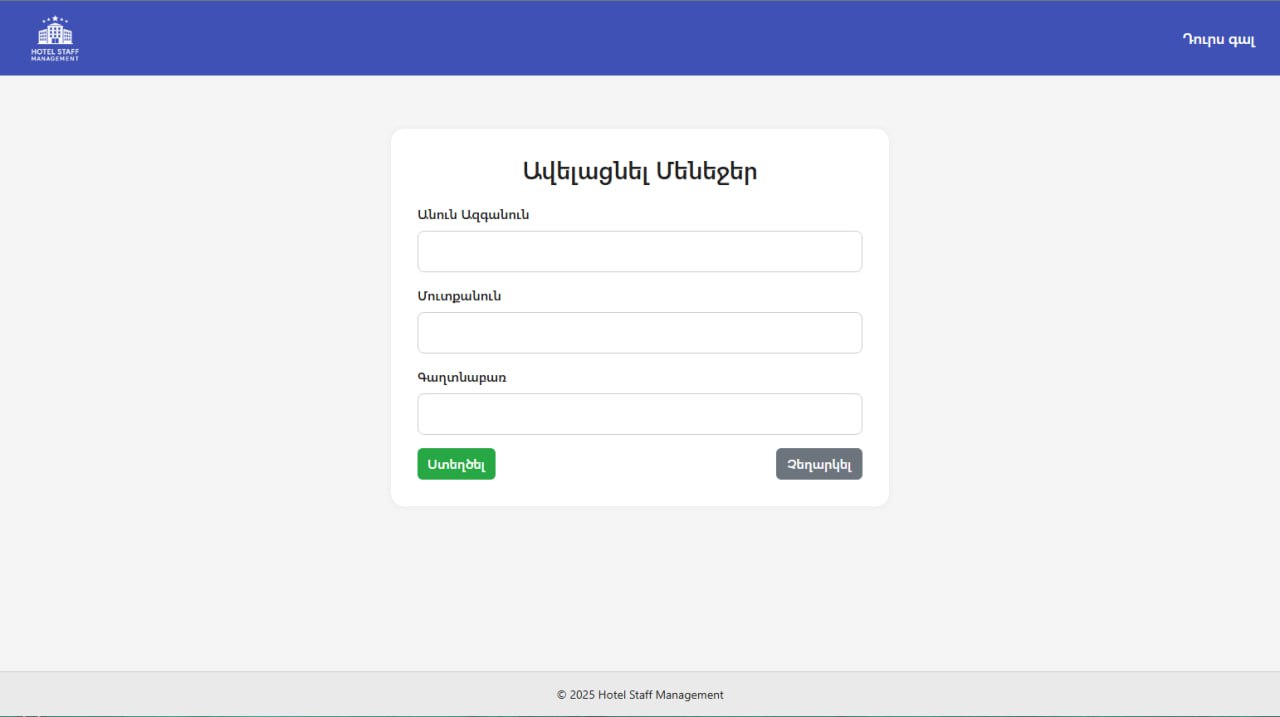 HOTEL STAFF
MANAGEMENT
Դուրս գալ
Ավելացնել Մենեջեր
Անուն Ազգանուն
Մուտքանուն
Գաղտնաբառ
Ստեղծել
Չեղարկել
© 2025 Hotel Staff Management